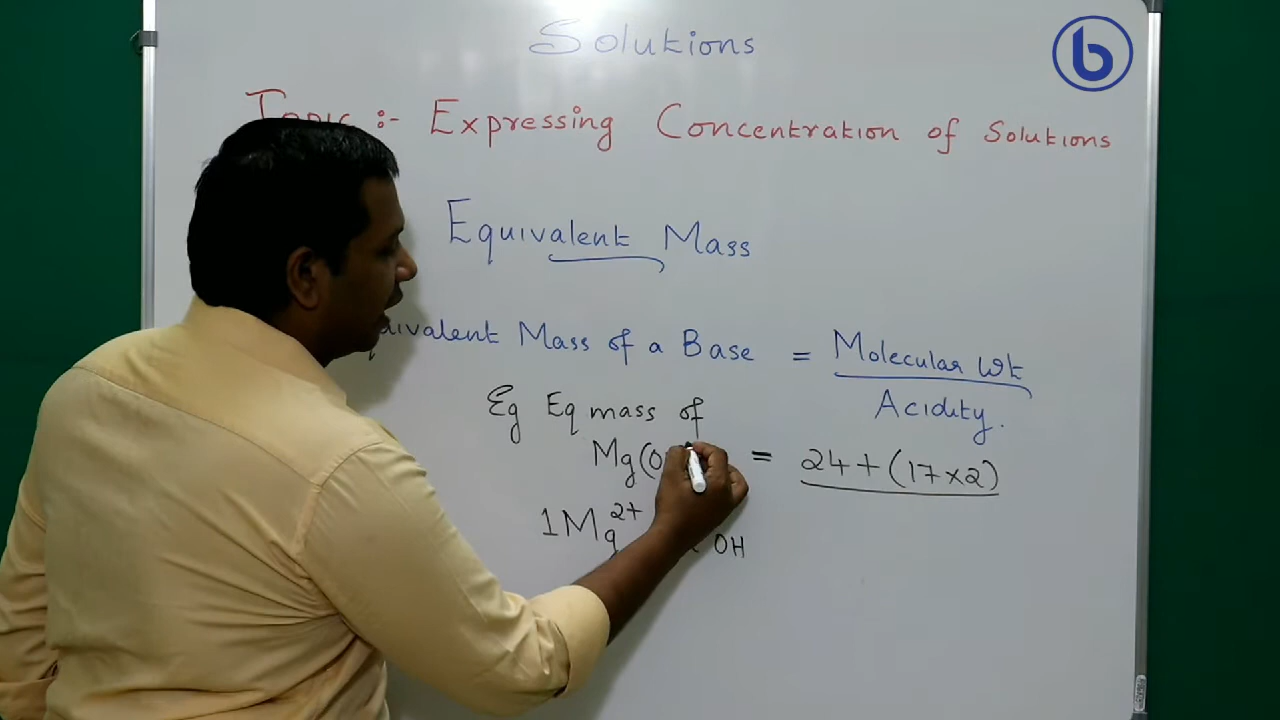 Solutions
b
Topic :- Expressing Concentration of Solutions
Equivalent Mass
Equivalent Mass of a Base = Molecular Wt
Acidity.
Eg Eq mass of
Mg(O = 24+(17×2)
1Mg2+ OH